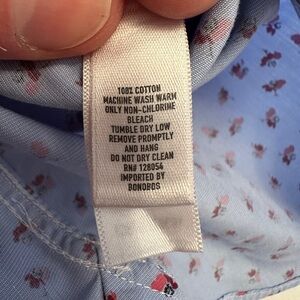 100% COTTON
MACHINE WASH WARM
ONLY NON-CHLORINE
BLEACH
TUMBLE DRY LOW
REMOVE PROMPTLY
AND HANG
DO NOT DRY CLEAN
RN# 128054
IMPORTED BY
BONOBOS